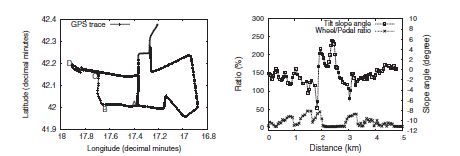 GPS trace
Latitude (decimal minutes)
42.4
42.3
42.2
42.1
42
41.9
D
C
B
A
18 17.8 17.6 17.4 17.2 17 16.8
Longitude (decimal minutes)
Tilt slope angle
Wheel/Pedal ratio
Ratio (%)
300
250
200
150
100
50
0
10
8
6
4
2
0
-2
-4
-6
-8
-10
-12
Slope angle (degree)
0 1 2 3 4 5
Distance (km)